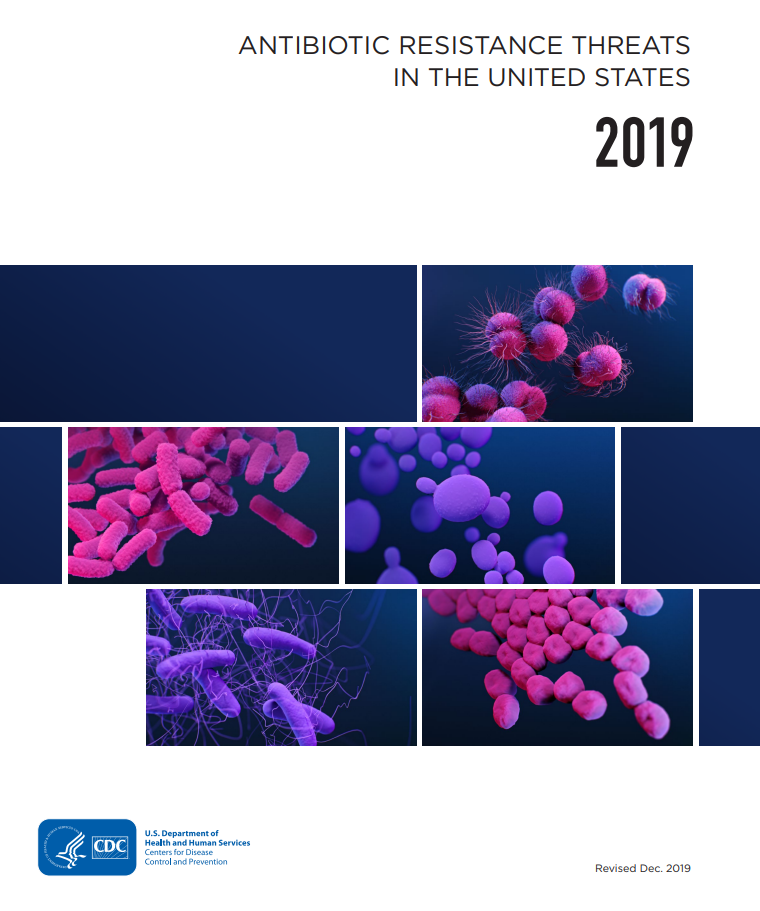 ANTIBIOTIC RESISTANCE THREATS
IN THE UNITED STATES
2019
CDC
U.S. Department of
Health and Human Services
Centers for Disease
Control and Prevention
Revised Dec. 2019